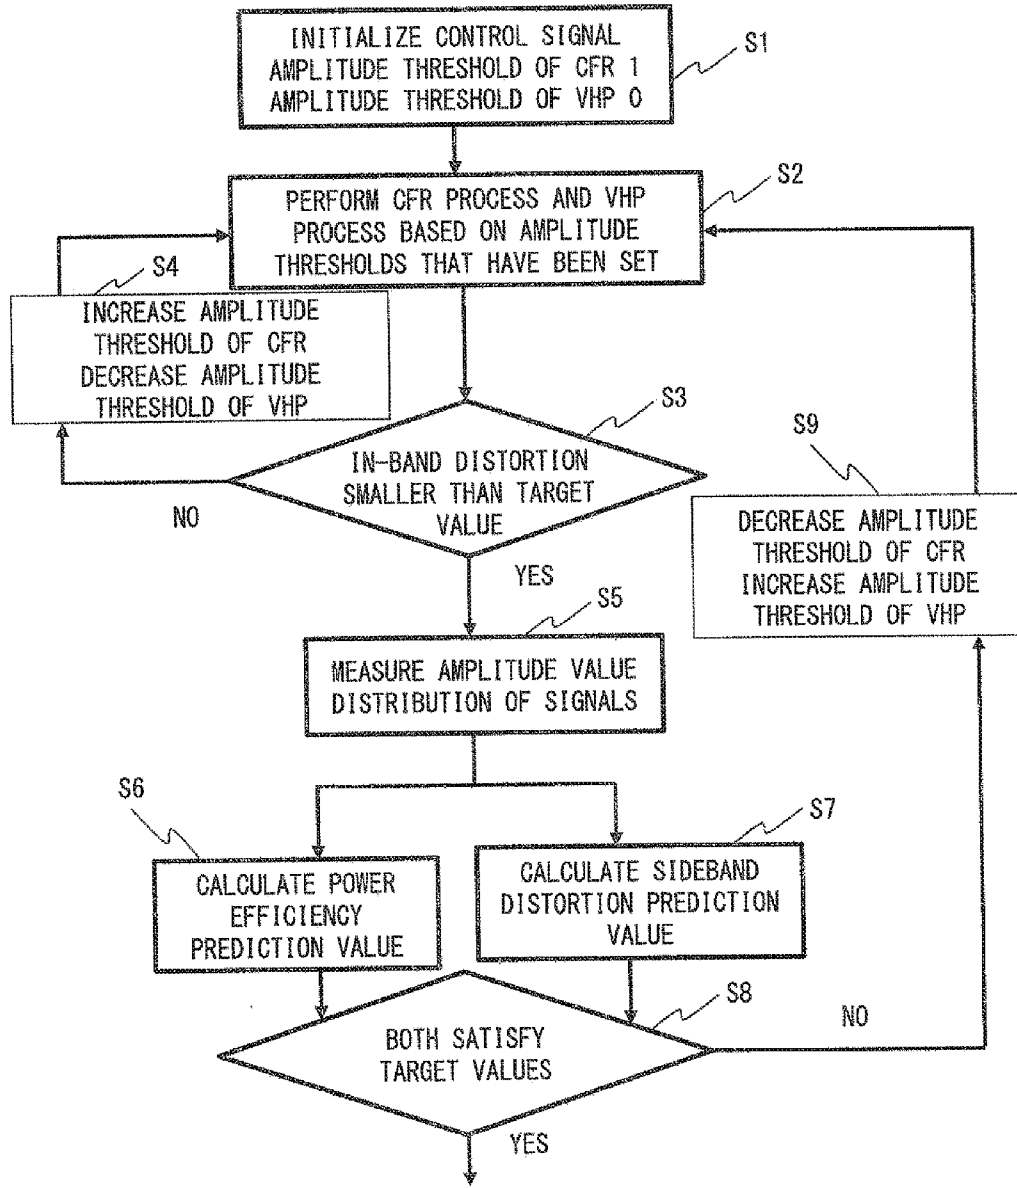 INITIALIZE CONTROL SIGNAL
AMPLITUDE THRESHOLD OF CFR 1
AMPLITUDE THRESHOLD OF VHP 0
S1
PERFORM CFR PROCESS AND VHP
PROCESS BASED ON AMPLITUDE
THRESHOLDS THAT HAVE BEEN SET
S2
S4
INCREASE AMPLITUDE
THRESHOLD OF CFR
DECREASE AMPLITUDE
THRESHOLD OF VHP
S3
IN-BAND DISTORTION
SMALLER THAN TARGET
VALUE
NO
YES
S9
DECREASE AMPLITUDE
THRESHOLD OF CFR
INCREASE AMPLITUDE
THRESHOLD OF VHP
S5
MEASURE AMPLITUDE VALUE
DISTRIBUTION OF SIGNALS
S6
CALCULATE POWER
EFFICIENCY
PREDICTION VALUE
S7
CALCULATE SIDEBAND
DISTORTION PREDICTION
VALUE
S8
BOTH SATISFY
TARGET VALUES
NO
YES